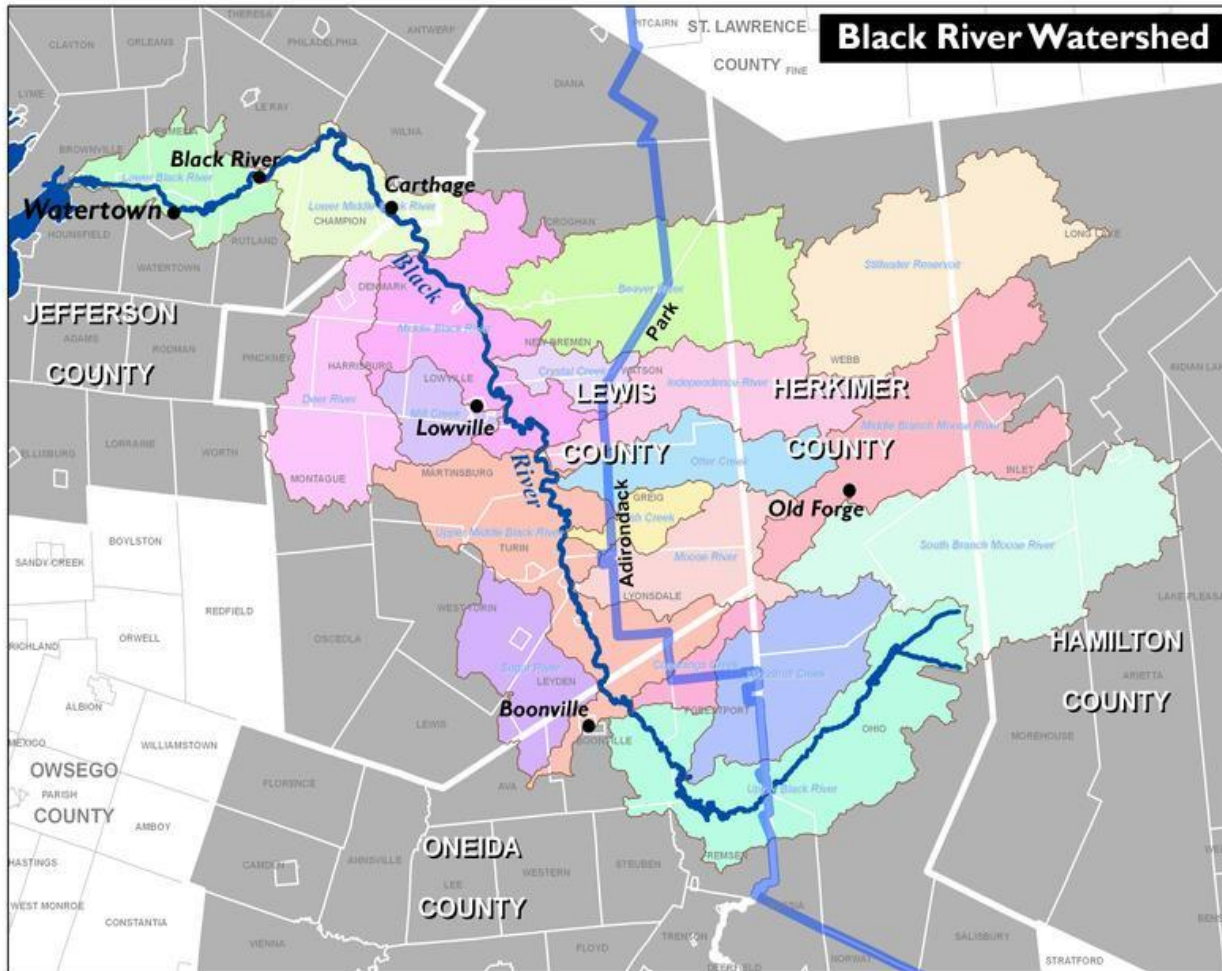 Black River Watershed
THERESA
CLAYTON
ORLEANS
PHILADELPHIA
ANTWERP
PITCAIRN
ST. LAWRENCE
COUNTY
FINE
DIANA
LYME
LE RAY
WILNA
BROWNVILLE
Black River
Lower Black River
Carthage
Watertown
CHAMPION
CROGHAN
LONG LAKE
HOUNSFIELD
RUTLAND
WATERTOWN
Black
Stillwater Reservoir
DENMARK
Beaver River
Park
JEFFERSON
COUNTY
ADAMS
RODMAN
PINCKNEY
HARRISBURG
Middle Black River
NEW BREMEN
WATSON
Crystal Creek
WEBB
INDIAN LAKE
LOWVILLE
Deer River
Mill Creek
Lowville
LEWIS
COUNTY
Independence River
HERKIMER
COUNTY
Middle Branch Moose River
LORRAINE
WORTH
ELLISBURG
MONTAGUE
MARTINSBURG
River
Otter Creek
INLET
GREIG
Old Forge
Adirondack
Upper Middle Black River
TURIN
Moose River
South Branch Moose River
BOYLSTON
SANDY CREEK
REDFIELD
LYONSDALE
WEST TURIN
ORWELL
RICHLAND
OSCEOLA
HAMILTON
COUNTY
ARIETTA
Sugar River
LEYDEN
ALBION
LEWIS
Boonville
BOONVILLE
FORESTPORT
OHIO
MOREHOUSE
MEXICO
WILLIAMSTOWN
OWSEGO
COUNTY
PARISH
FLORENCE
AVA
Upper Black River
AMBOY
ONEIDA
COUNTY
REMSEN
HASTINGS
CAMDEN
ANNSVILLE
LEE
WESTERN
STEUBEN
WEST MONROE
CONSTANTIA
VIENNA
FLOYD
TRENTON
NORWAY
SALISBURY
STRATFORD